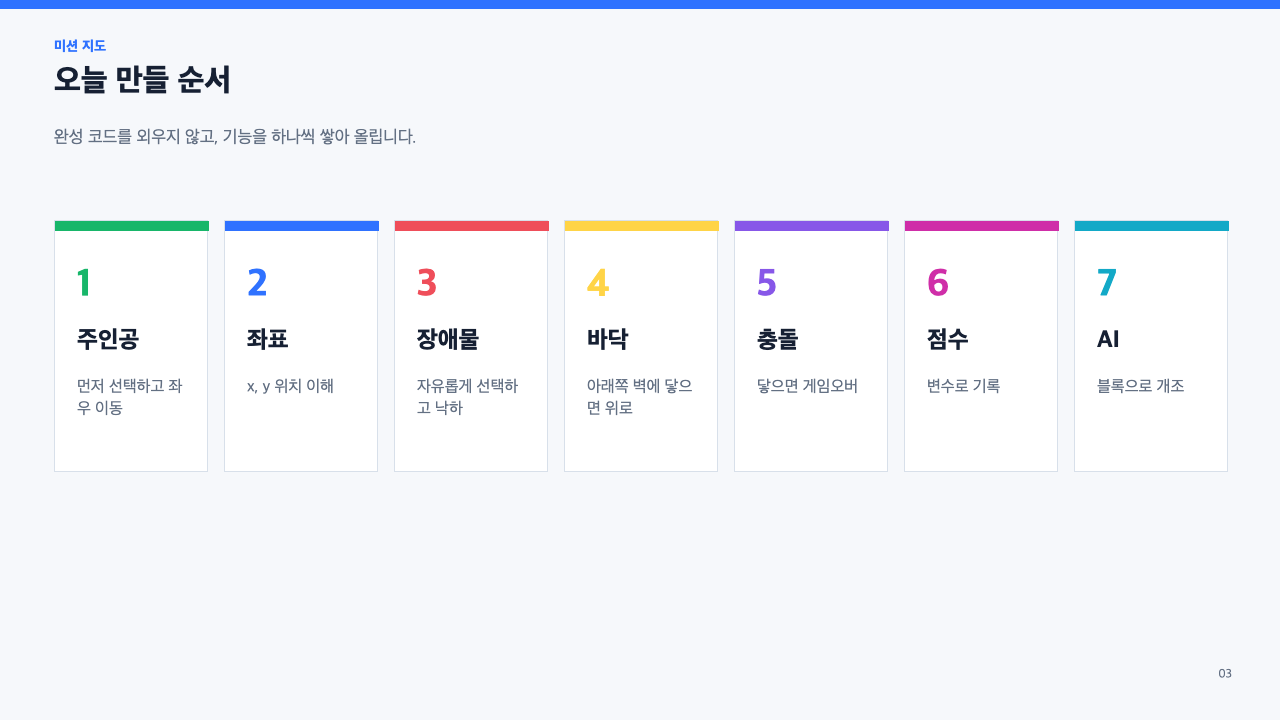 미션 지도
오늘 만들 순서
완성 코드를 외우지 않고, 기능을 하나씩 쌓아 올립니다.
1
주인공
먼저 선택하고 좌
우 이동
2
좌표
x, y 위치 이해
3
장애물
자유롭게 선택하
고 낙하
4
바닥
아래쪽 벽에 닿으
면 위로
5
충돌
닿으면 게임오버
6
점수
변수로 기록
7
AI
블록으로 개조
03